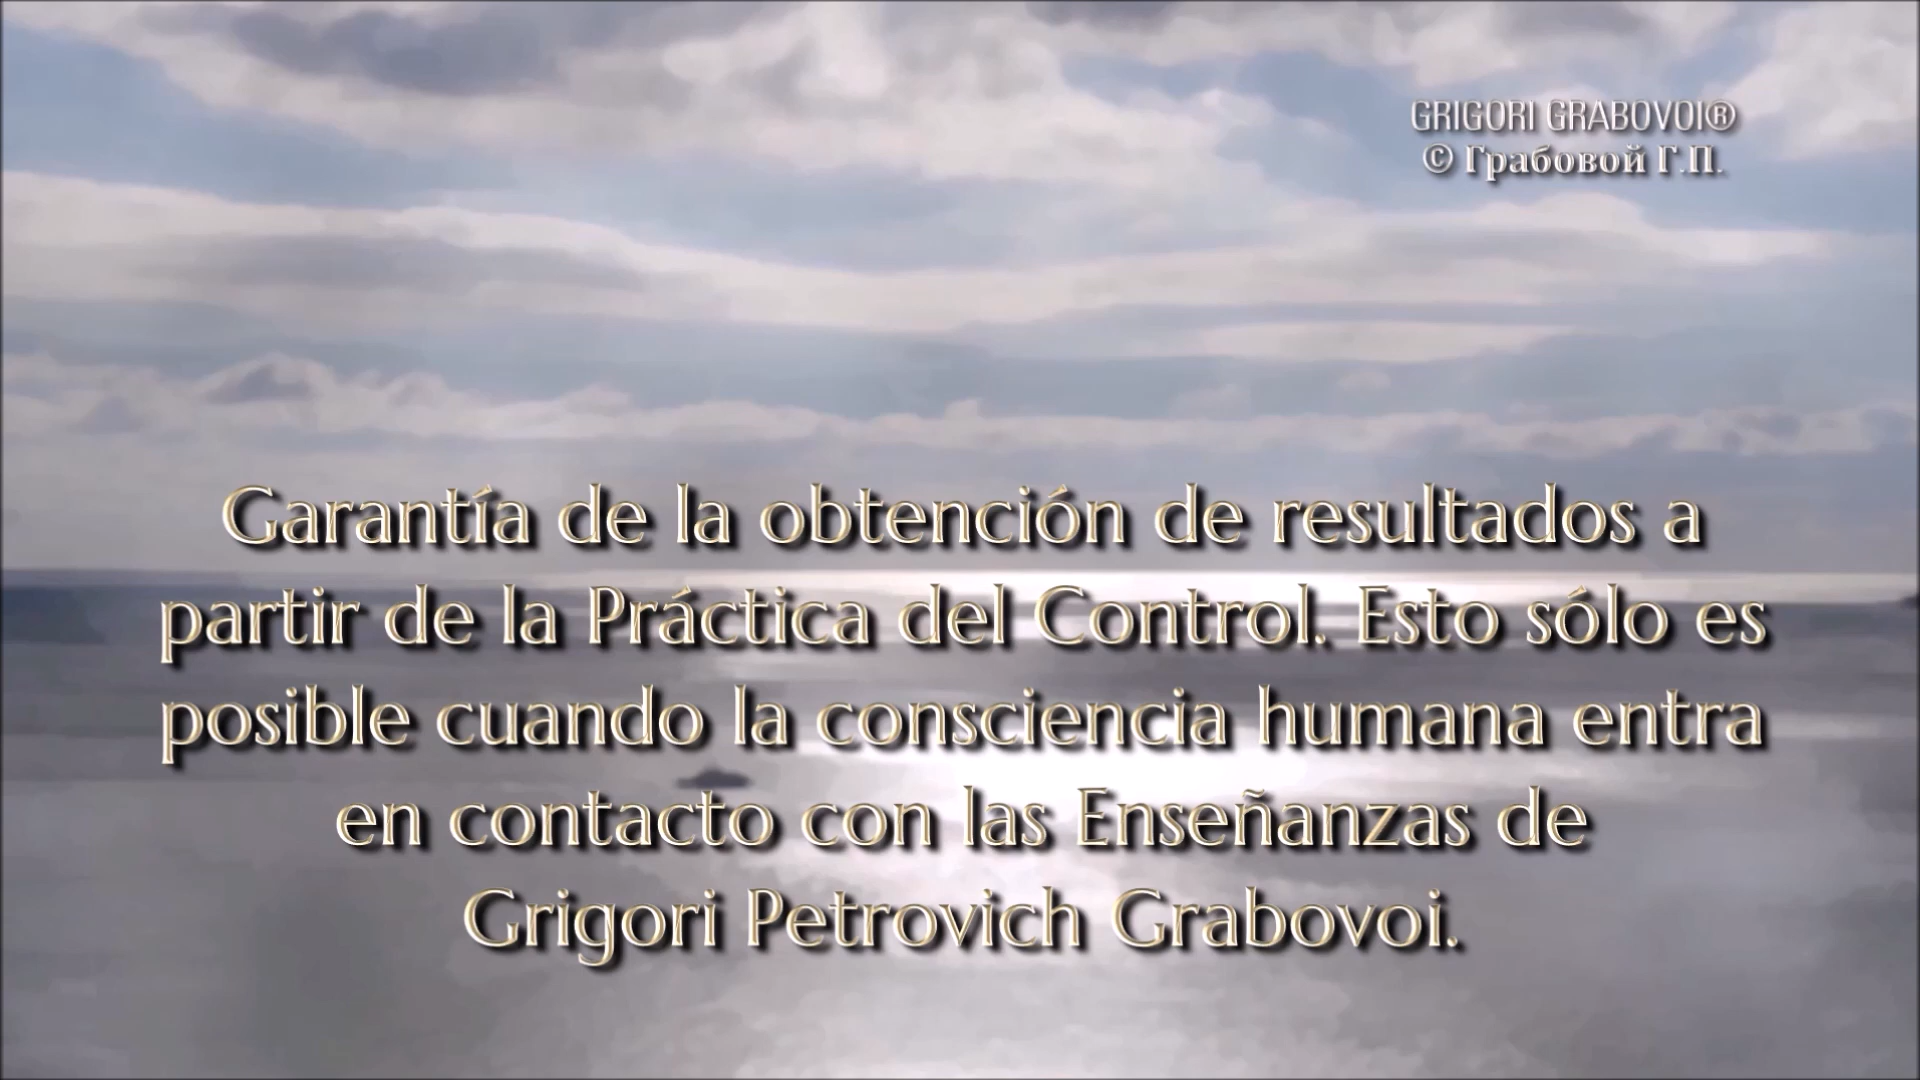 GRIGORI GRABOVOI®
© Грабовой Г.П.
Garantía de la obtención de resultados a
partir de la Práctica del Control. Esto sólo es
posible cuando la consciencia humana entra
en contacto con las Enseñanzas de
Grigori Petrovich Grabovoi.